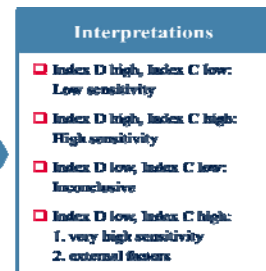 Interpretations
Index D high, Index C low:
Low sensitivity
Index D high, Index C high:
High sensitivity
Index D low, Index C low:
Inconclusive
Index D low, Index C high:
1. very high sensitivity
2. external factors